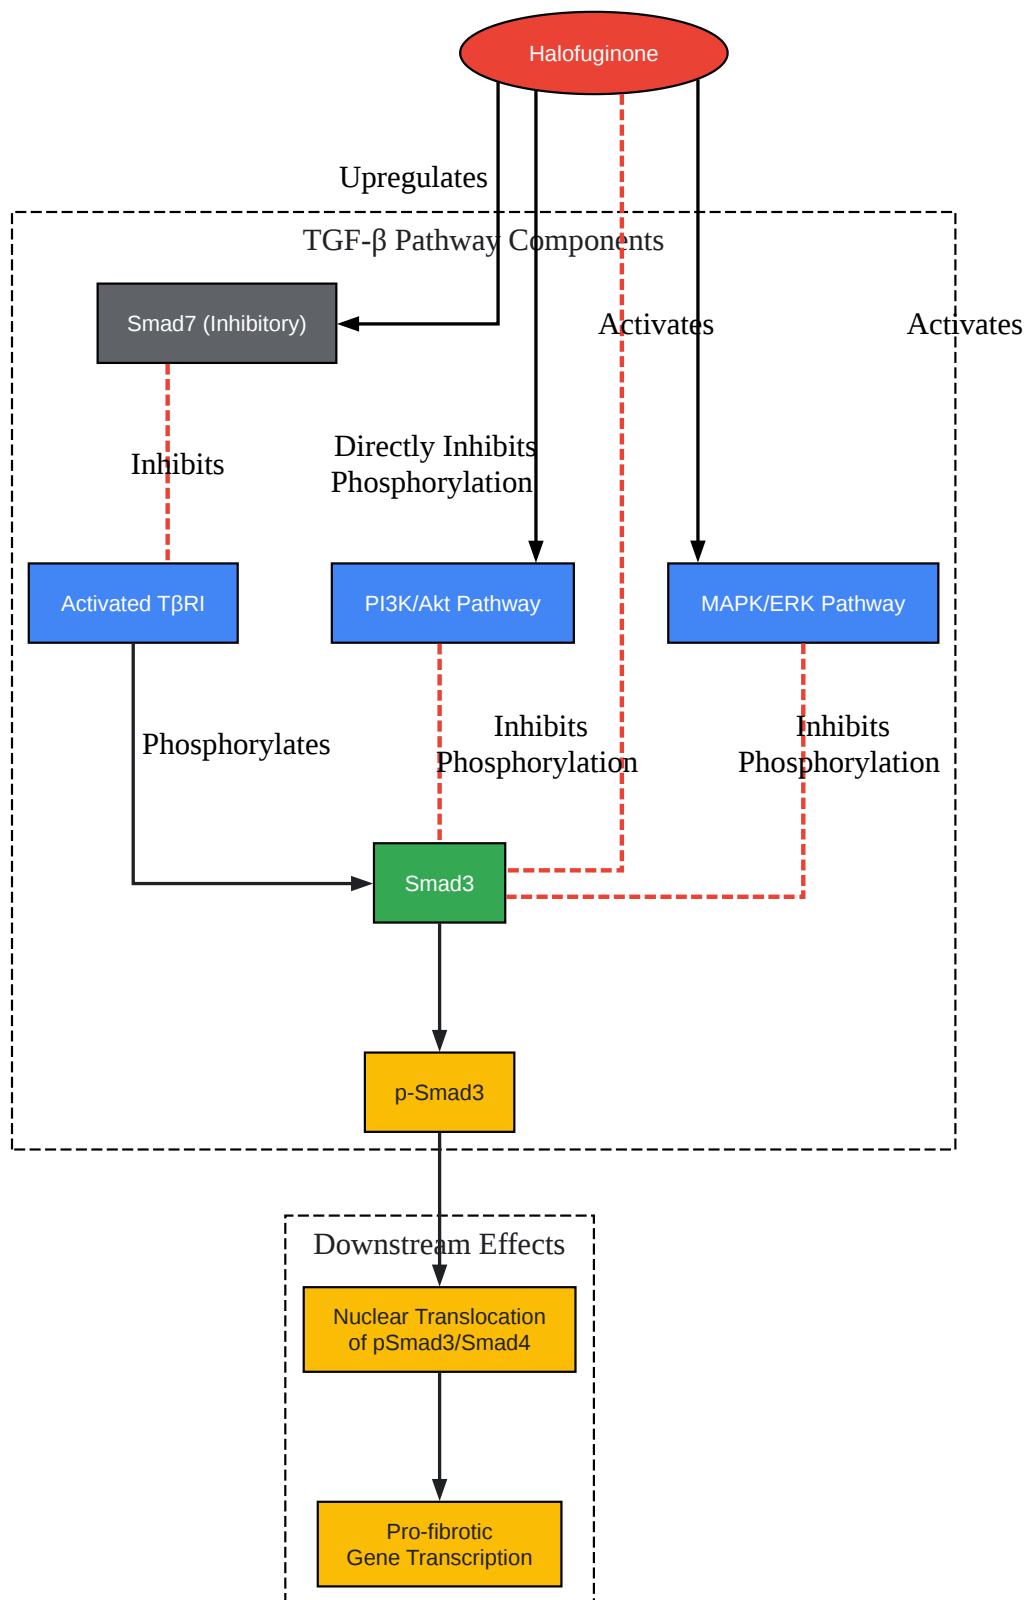 Halofuginone
Upregulates
TGF-β Pathway Components
Smad7 (Inhibitory)
Activates
Activates
Inhibits
Directly Inhibits
Phosphorylation
Activated TβRI
PI3K/Akt Pathway
MAPK/ERK Pathway
Phosphorylates
Inhibits
Phosphorylation
Inhibits
Phosphorylation
Smad3
p-Smad3
Downstream Effects
Nuclear Translocation
of pSmad3/Smad4
Pro-fibrotic
Gene Transcription